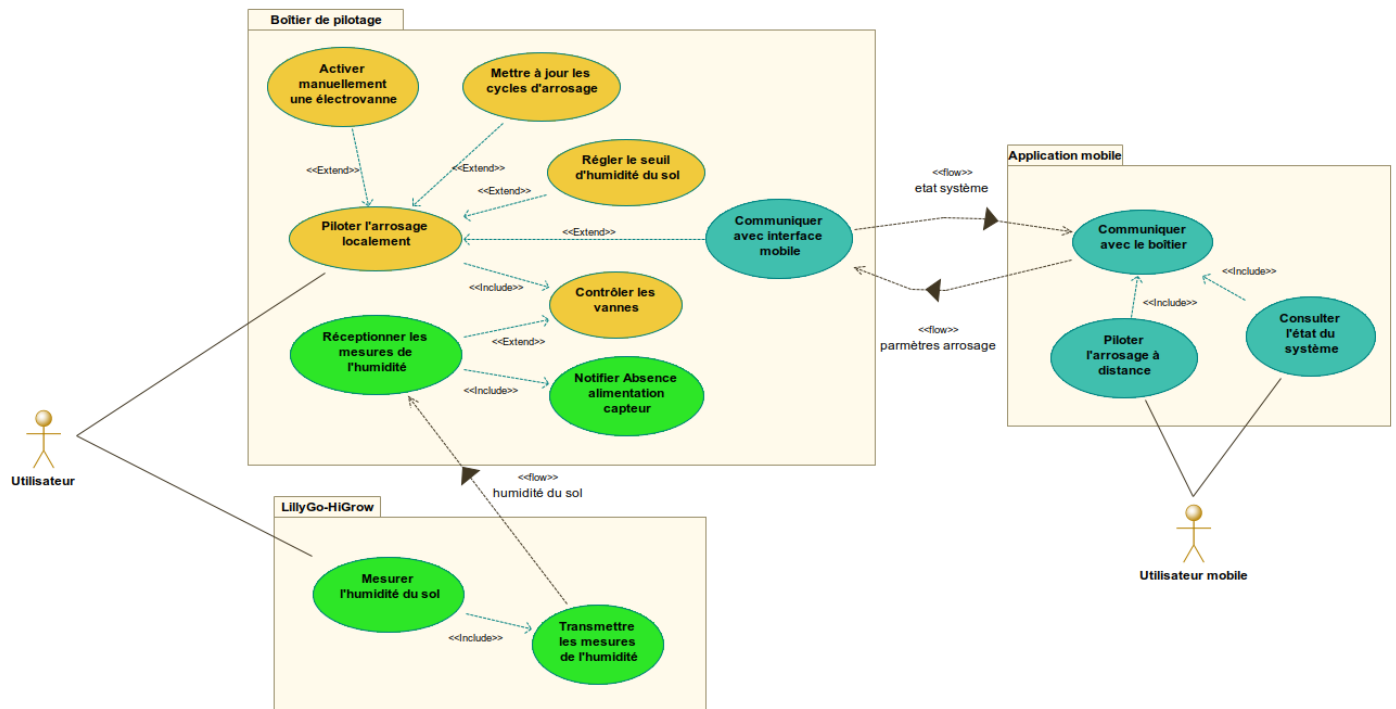 Boîtier de pilotage
Activer
manuellement
une électrovanne
Mettre à jour les
cycles d'arrosage
<<Extend>>
<<Extend>>
Régler le seuil
d'humidité du sol
<<Extend>>
Piloter l'arrosage
localement
<<Extend>>
Communiquer
avec interface
mobile
<<Include>>
Contrôler les
vannes
Réceptionner les
mesures de
l'humidité
<<Extend>>
<<Include>>
Notifier Absence
alimentation
capteur
<<flow>>
etat système
<<flow>>
parmètres arrosage
Application mobile
Communiquer
avec le boîtier
<<Include>>
<<Include>>
Piloter
l'arrosage à
distance
Consulter
l'état du
système
Utilisateur
<<flow>>
humidité du sol
LillyGo-HiGrow
Mesurer
l'humidité du sol
<<Include>>
Transmettre
les mesures
de l'humidité
Utilisateur mobile